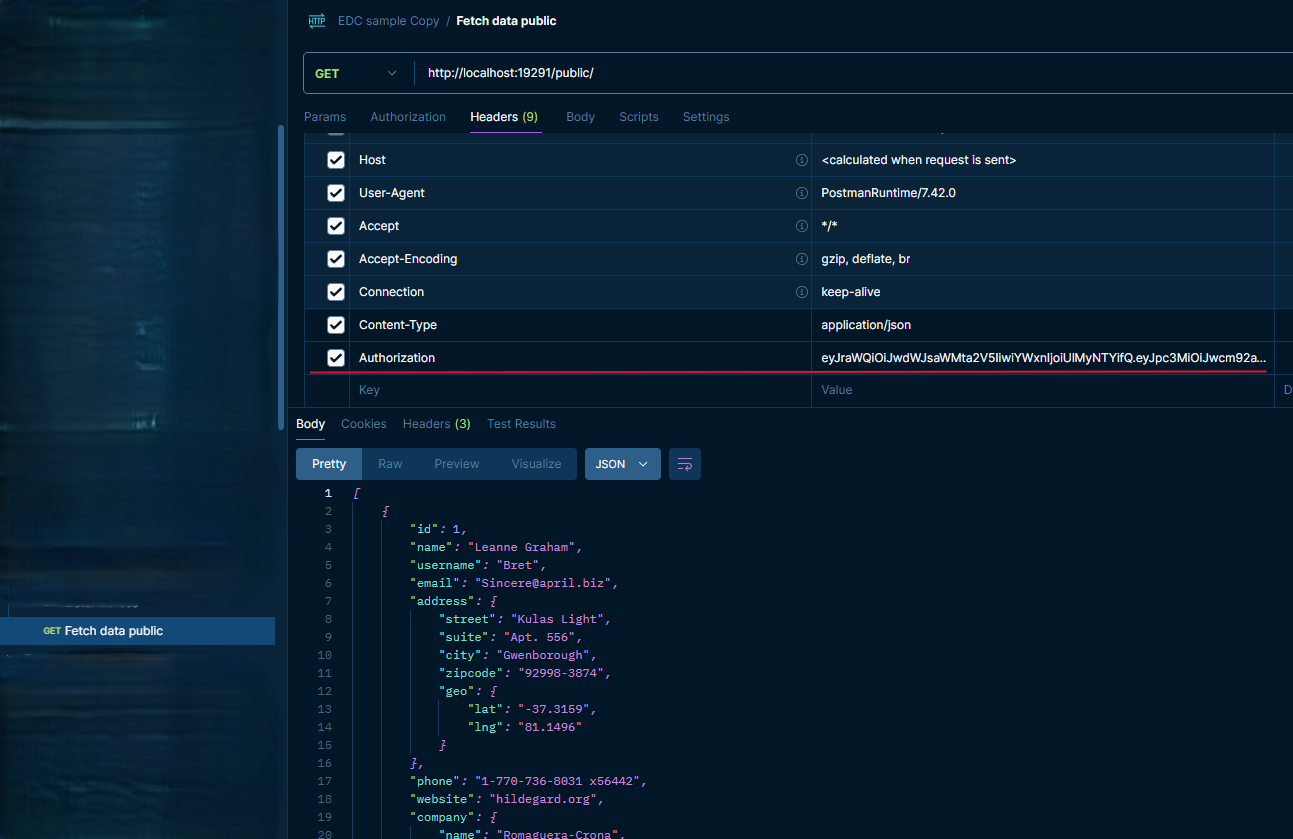 HTTP EDC sample Copy / Fetch data public
GET http://localhost:19291/public/
Params Authorization Headers (9) Body Scripts Settings
Host <calculated when request is sent>
User-Agent PostmanRuntime/7.42.0
Accept */*
Accept-Encoding gzip, deflate, br
Connection keep-alive
Content-Type application/json
Authorization eyJraWQiOiJwdWJsaWMta2V5IiwiYWxnIjoiUlMyNTYifQ.eyJpc3MiOiJwcm92a...
Key Value D
Body Cookies Headers (3) Test Results
Pretty Raw Preview Visualize JSON
1 [
2 {
3 "id": 1,
4 "name": "Leanne Graham",
5 "username": "Bret",
6 "email": "Sincere@april.biz",
7 "address": {
8 "street": "Kulas Light",
9 "suite": "Apt. 556",
10 "city": "Gwenborough",
11 "zipcode": "92998-3874",
12 "geo": {
13 "lat": "-37.3159",
14 "lng": "81.1496"
15 }
16 },
17 "phone": "1-770-736-8031 x56442",
18 "website": "hildegard.org",
19 "company": {
20 "name": "Romaguera-Crona",
GET Fetch data public